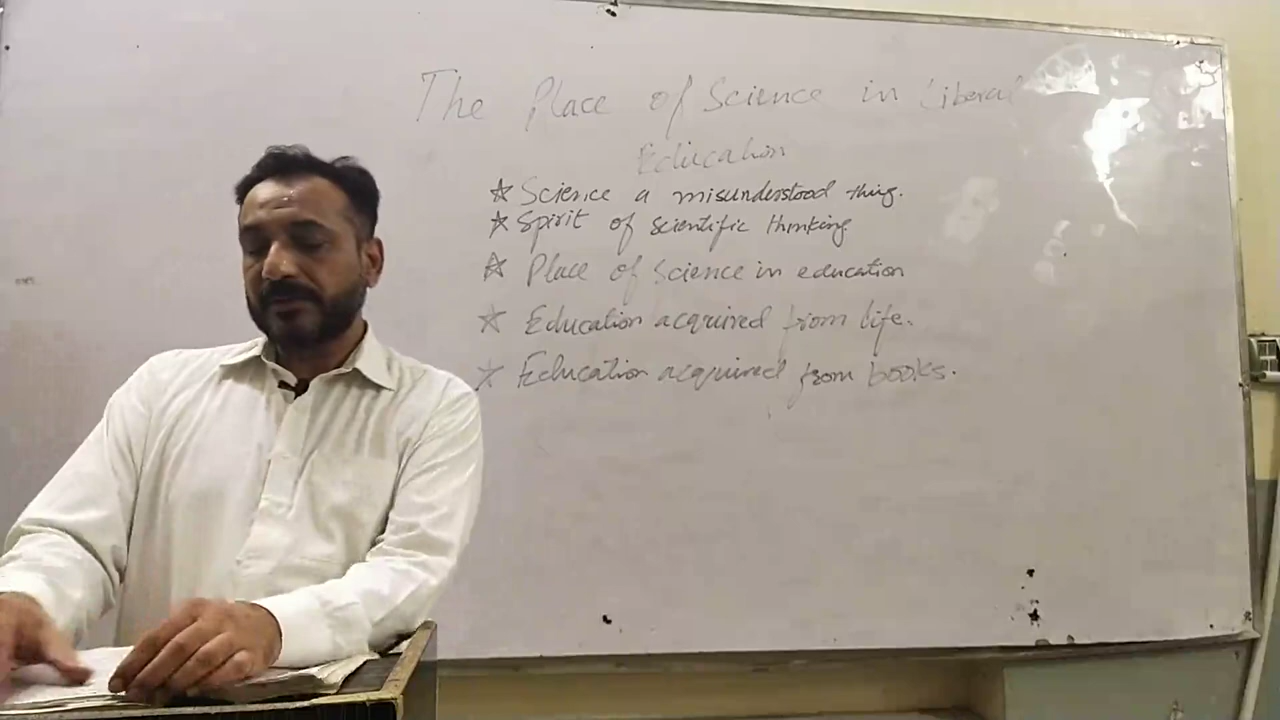 The Place of Science in Liberal
Education
☆ Science a misunderstood thing.
☆ Spirit of scientific thinking
☆ Place of Science in education
☆ Education acquired from life.
☆ Education acquired from books.